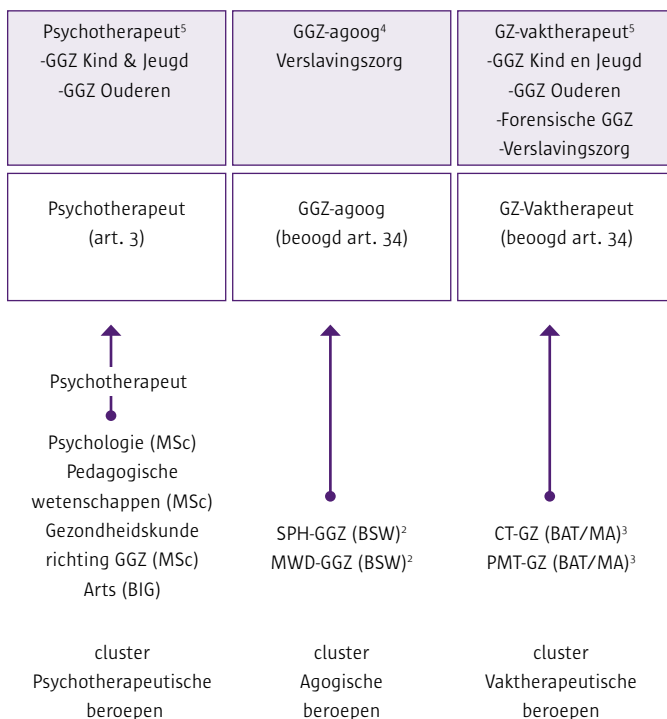 Psychotherapeut⁵
-GGZ Kind & Jeugd
-GGZ Ouderen
GGZ-agoog⁴
Verslavingszorg
GZ-vaktherapeut⁵
-GGZ Kind en Jeugd
-GGZ Ouderen
-Forensische GGZ
-Verslavingszorg
Psychotherapeut
(art. 3)
GGZ-agoog
(beoogd art. 34)
GZ-Vaktherapeut
(beoogd art. 34)
Psychotherapeut
Psychologie (MSc)
Pedagogische
wetenschappen (MSc)
Gezondheidskunde
richting GGZ (MSc)
Arts (BIG)
SPH-GGZ (BSW)²
MWD-GGZ (BSW)²
CT-GZ (BAT/MA)³
PMT-GZ (BAT/MA)³
cluster
Psychotherapeutische
beroepen
cluster
Agogische
beroepen
cluster
Vaktherapeutische
beroepen